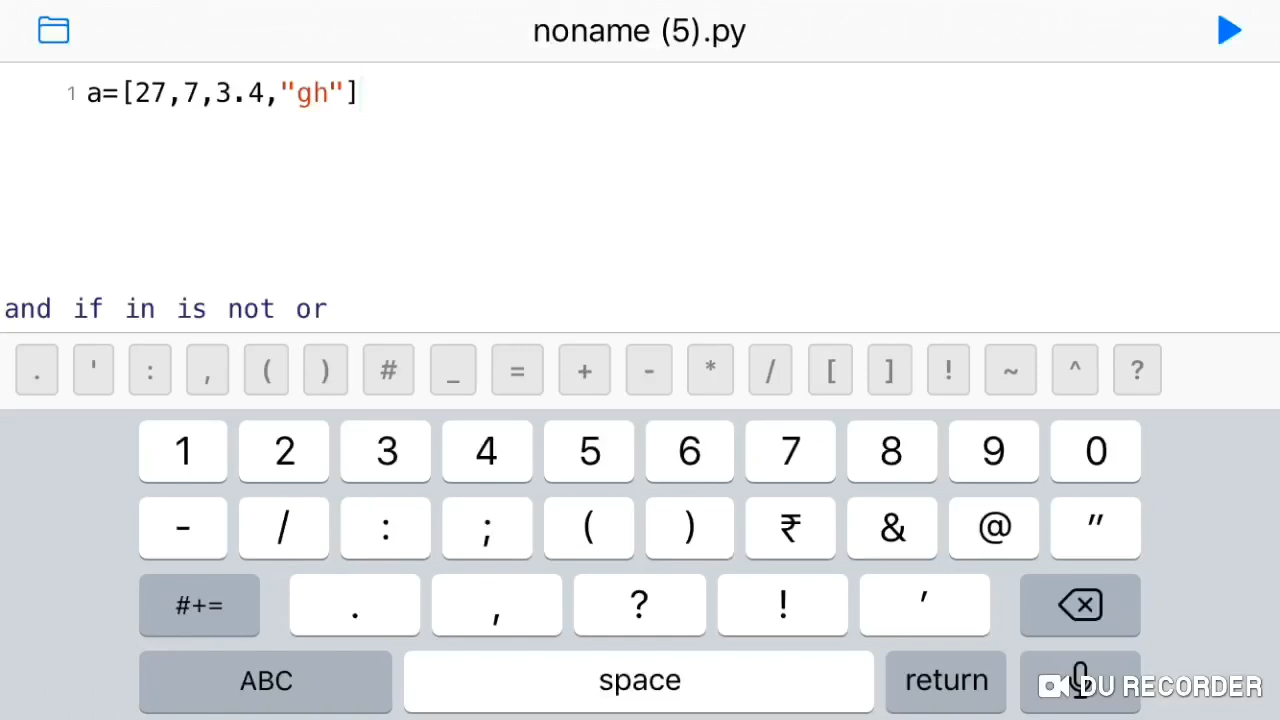 noname (5).py
1 a=[27,7,3.4,"gh"]
and if in is not or
. ' : , ( ) # _ = + - * / [ ] ! ~ ^ ?
1 2 3 4 5 6 7 8 9 0
- / : ; ( ) ₹ & @ "
#+= . , ? ! '
ABC space return
DU RECORDER